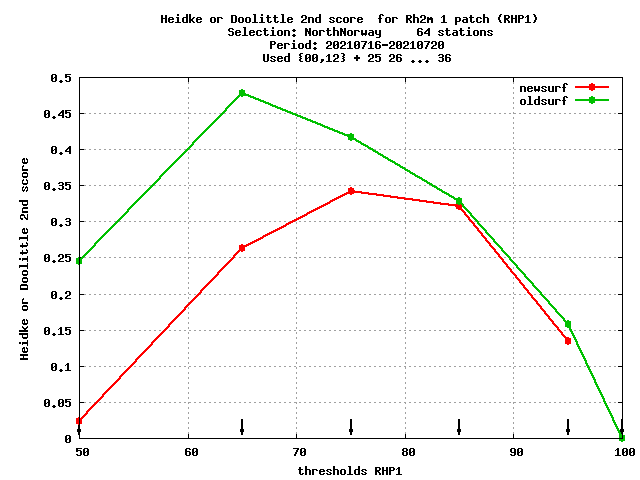 Heidke or Doolittle 2nd score  for Rh2m 1 patch (RHP1)
Selection: NorthNorway     64 stations
Period: 20210716-20210720
Used {00,12} + 25 26 ... 36
newsurf
oldsurf
Heidke or Doolittle 2nd score
0.5
0.45
0.4
0.35
0.3
0.25
0.2
0.15
0.1
0.05
0
50 60 70 80 90 100
thresholds RHP1